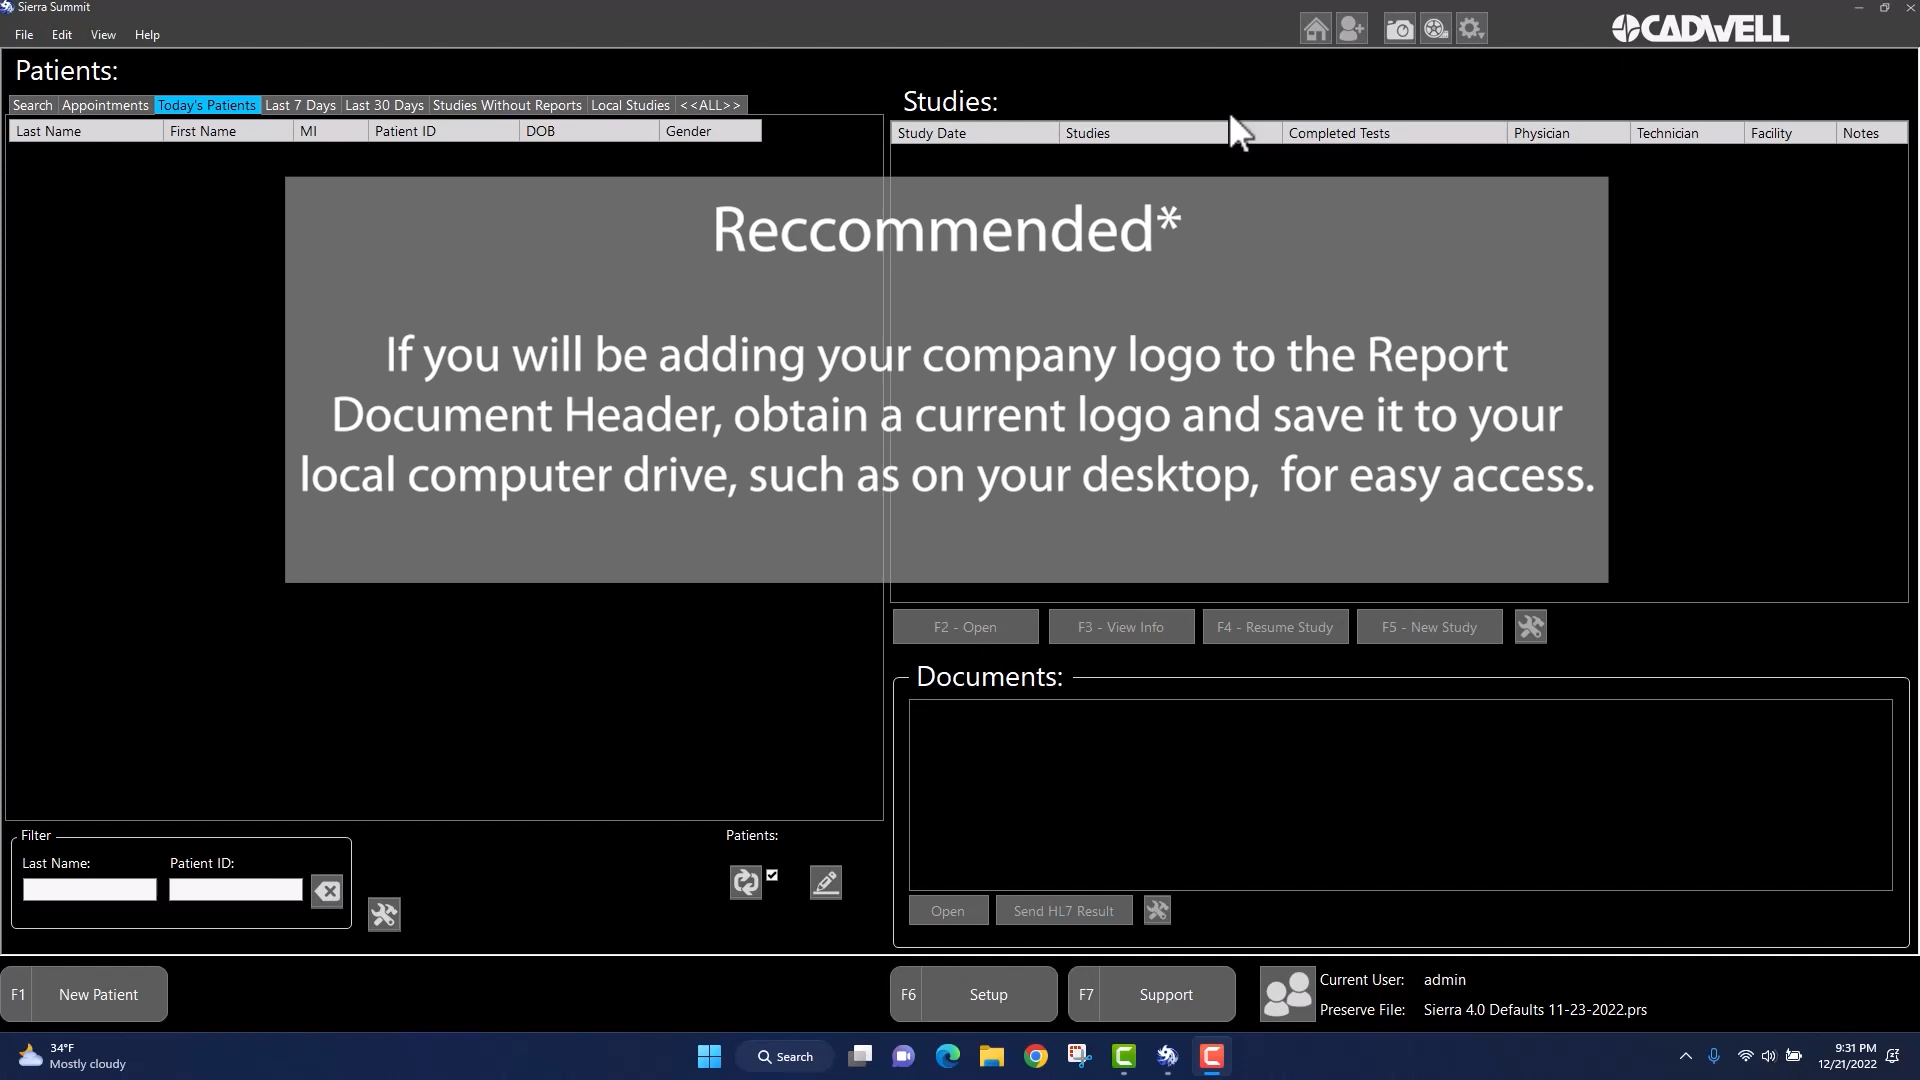 Sierra Summit
File Edit View Help
CADWELL
Patients:
Search Appointments Today's Patients Last 7 Days Last 30 Days Studies Without Reports Local Studies <<ALL>>
Last Name First Name MI Patient ID DOB Gender
Studies:
Study Date Studies Completed Tests Physician Technician Facility Notes
Reccommended*
If you will be adding your company logo to the Report
Document Header, obtain a current logo and save it to your
local computer drive, such as on your desktop, for easy access.
F2 - Open F3 - View Info F4 - Resume Study F5 - New Study
Documents:
Filter
Last Name: Patient ID:
Patients:
Open Send HL7 Result
F1 New Patient
F6 Setup
F7 Support
Current User: admin
Preserve File: Sierra 4.0 Defaults 11-23-2022.prs
34°F
Mostly cloudy
Search
9:31 PM
12/21/2022